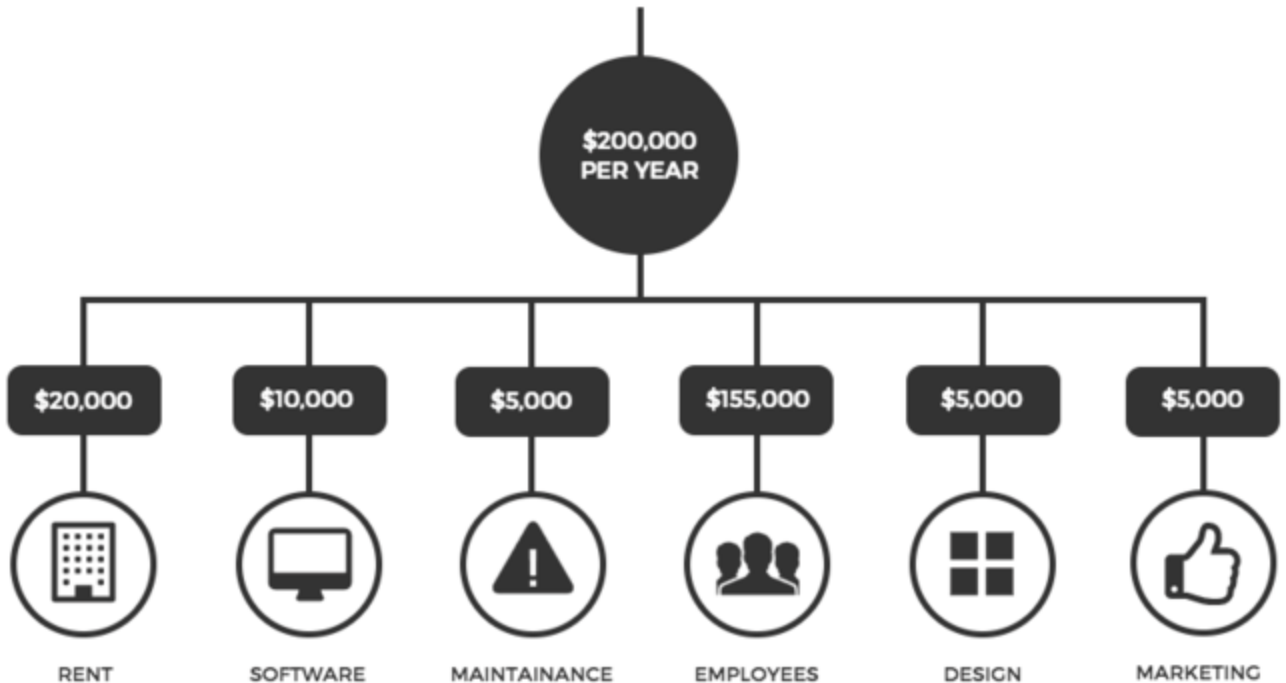 $200,000
PER YEAR
$20,000
$10,000
$5,000
$155,000
$5,000
$5,000
RENT
SOFTWARE
MAINTAINANCE
EMPLOYEES
DESIGN
MARKETING